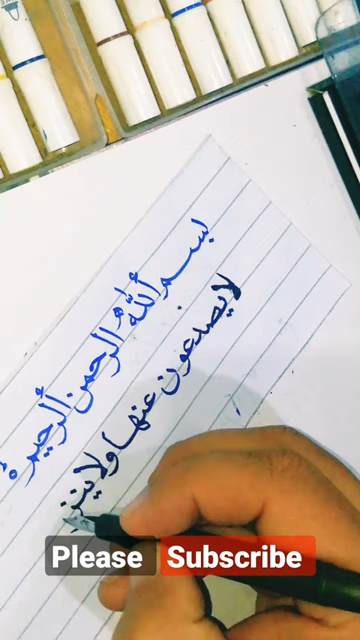 بسم الله الرحمن الرحيم
لا يصدعون عنها ولا ينز
Please Subscribe